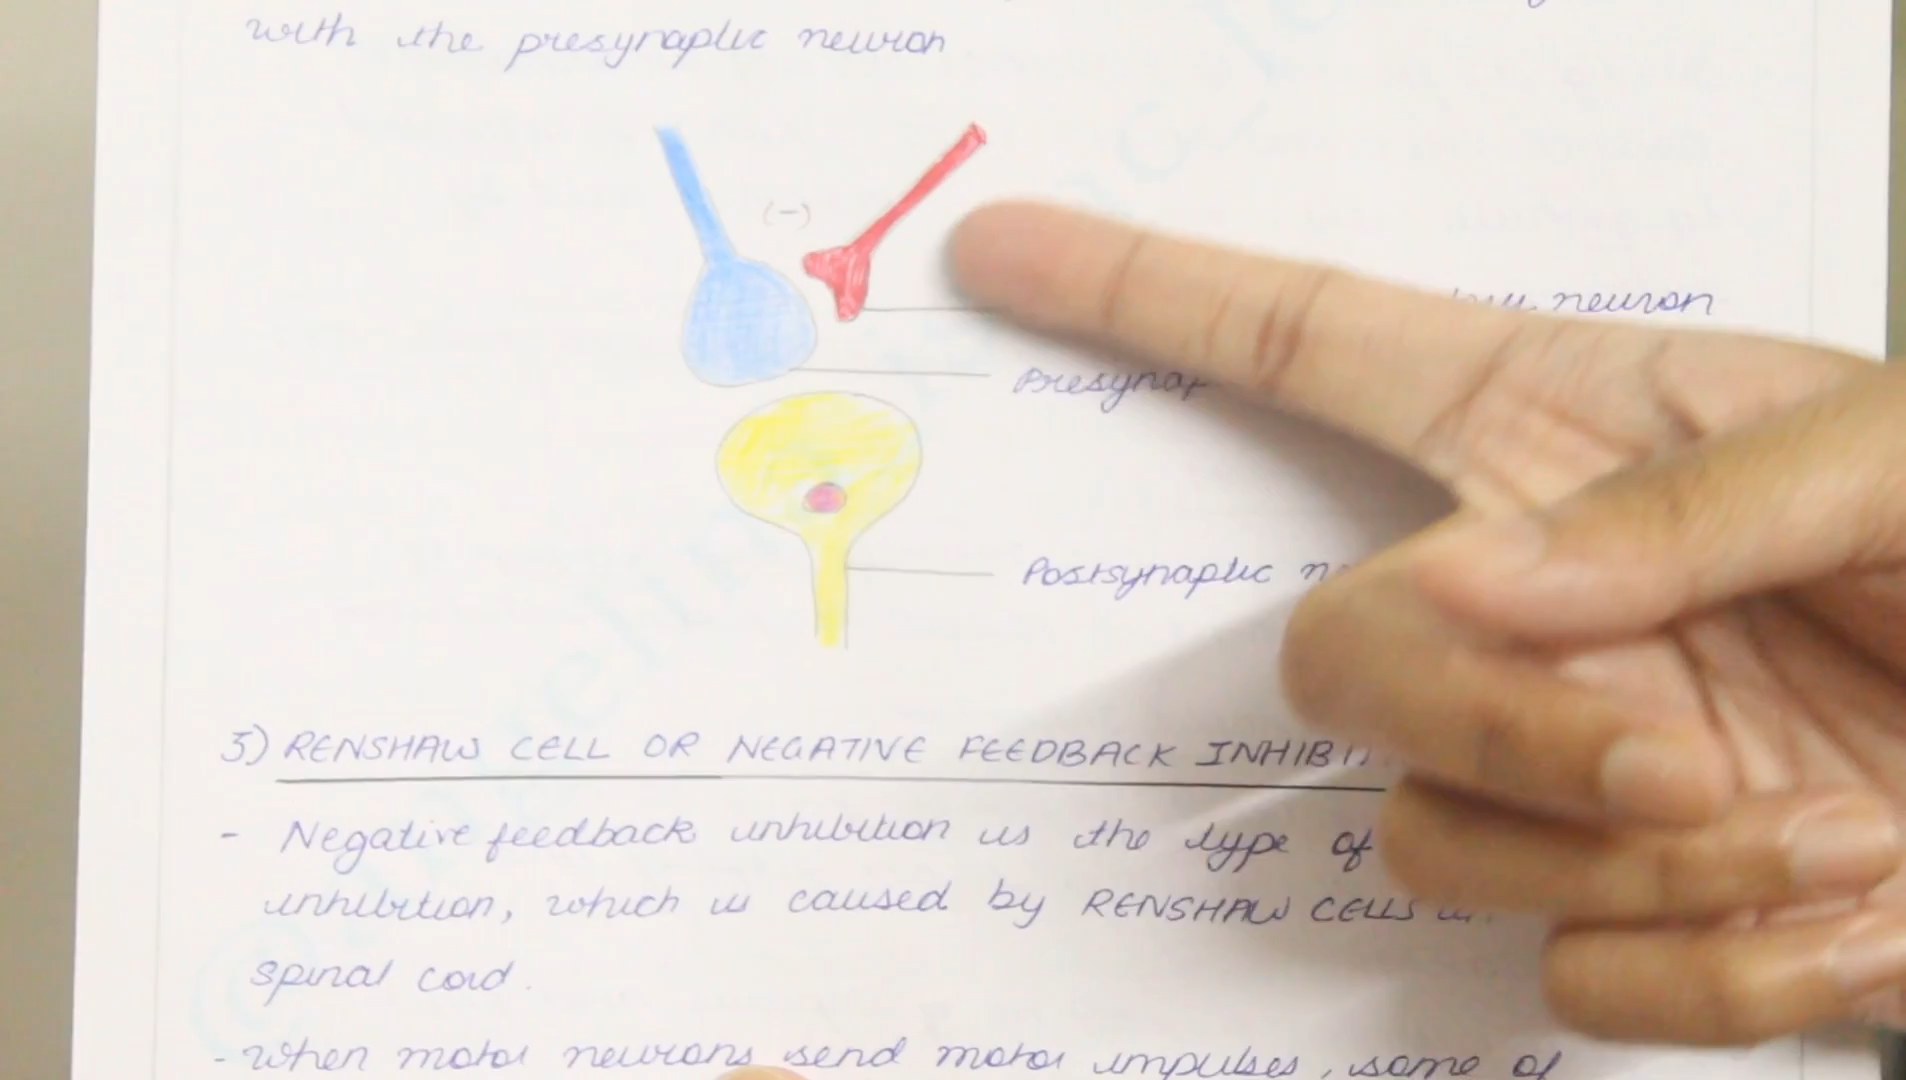 with the presynaptic neuron
(-)
neuron
Presynap
Postsynaptic
3) RENSHAW CELL OR NEGATIVE FEEDBACK INHIBI
- Negative feedback inhibition is the type of
inhibition, which is caused by RENSHAW CELLS
spinal cord.
- When motor neurons send motor impulses, some of